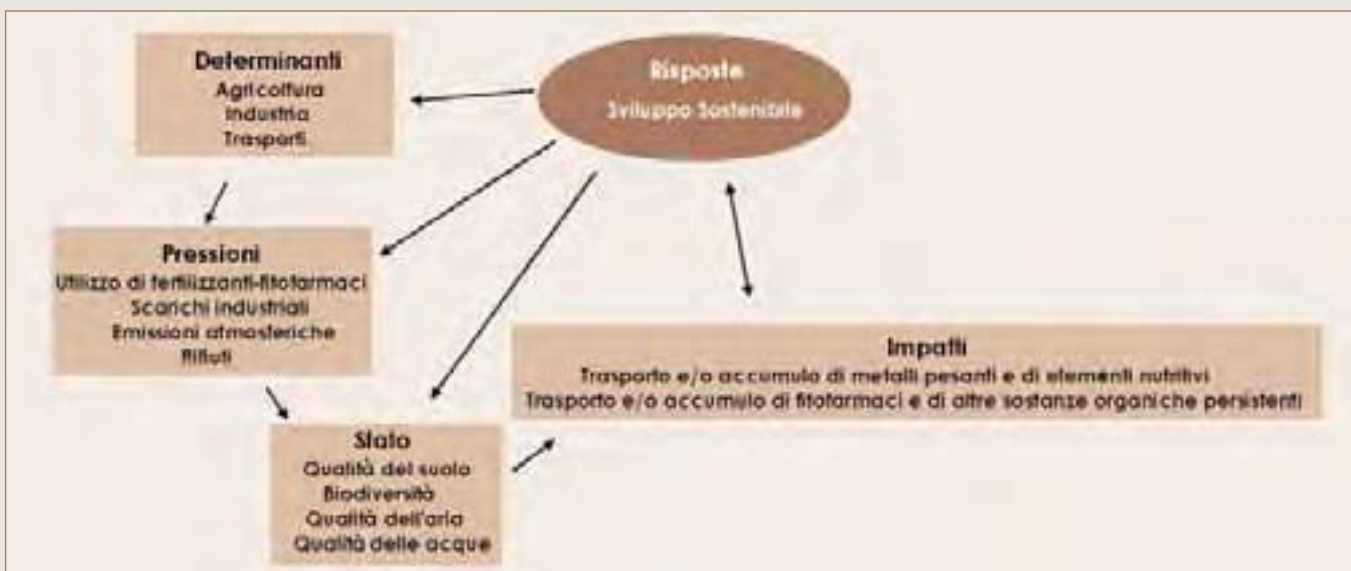 Determinanti
Agricoltura
Industria
Trasporti
Risposte
Sviluppo Sostenibile
Pressioni
Utilizzo di fertilizzanti-fitofarmaci
Scarichi industriali
Emissioni atmosferiche
Rifiuti
Stato
Qualità del suolo
Biodiversità
Qualità dell'aria
Qualità delle acque
Impatti
Trasporto e/o accumulo di metalli pesanti e di elementi nutritivi
Trasporto e/o accumulo di fitofarmaci e di altre sostanze organiche persistenti